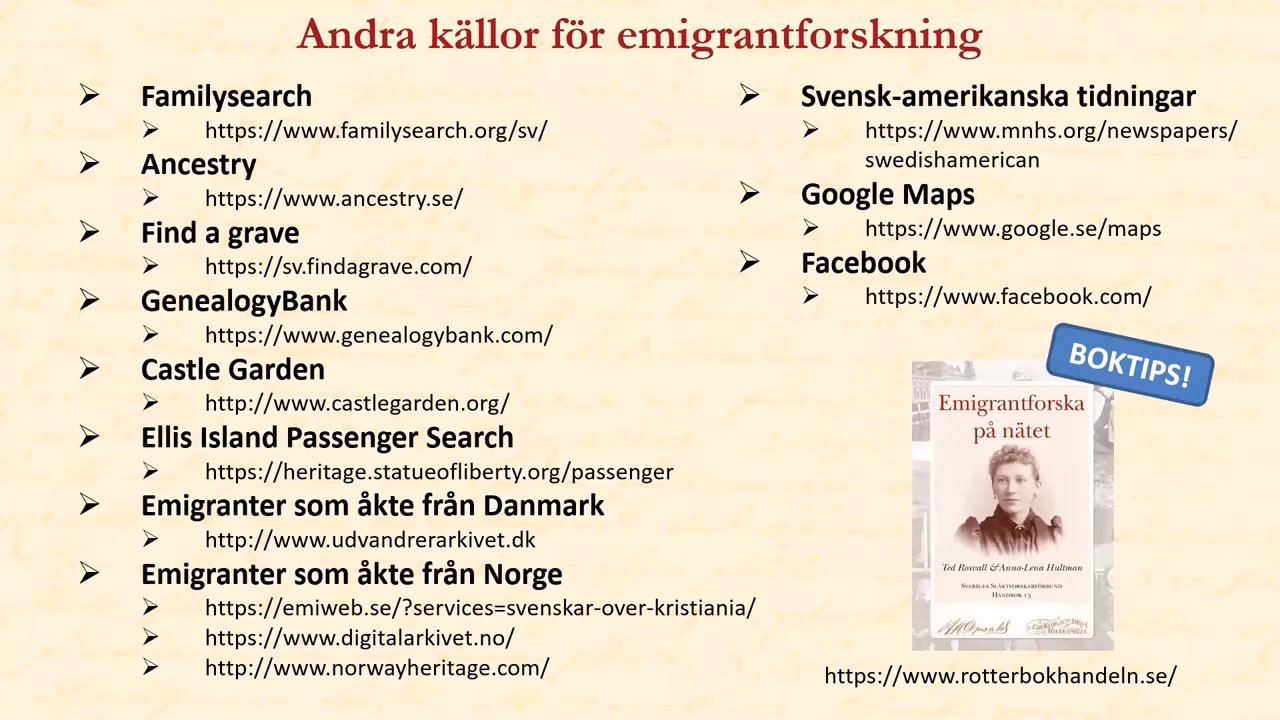 Andra källor för emigrantforskning
Familysearch
https://www.familysearch.org/sv/
Ancestry
https://www.ancestry.se/
Find a grave
https://sv.findagrave.com/
GenealogyBank
https://www.genealogybank.com/
Castle Garden
http://www.castlegarden.org/
Ellis Island Passenger Search
https://heritage.statueofliberty.org/passenger
Emigranter som åkte från Danmark
http://www.udvandrerarkivet.dk
Emigranter som åkte från Norge
https://emiweb.se/?services=svenskar-over-kristiania/
https://www.digitalarkivet.no/
http://www.norwayheritage.com/
Svensk-amerikanska tidningar
https://www.mnhs.org/newspapers/
swedishamerican
Google Maps
https://www.google.se/maps
Facebook
https://www.facebook.com/
BOKTIPS!
Emigrantforska
på nätet
Ted Rosvall & Anna-Lena Hultman
Sveriges Släktforskarförbund
Handbok 13
https://www.rotterbokhandeln.se/